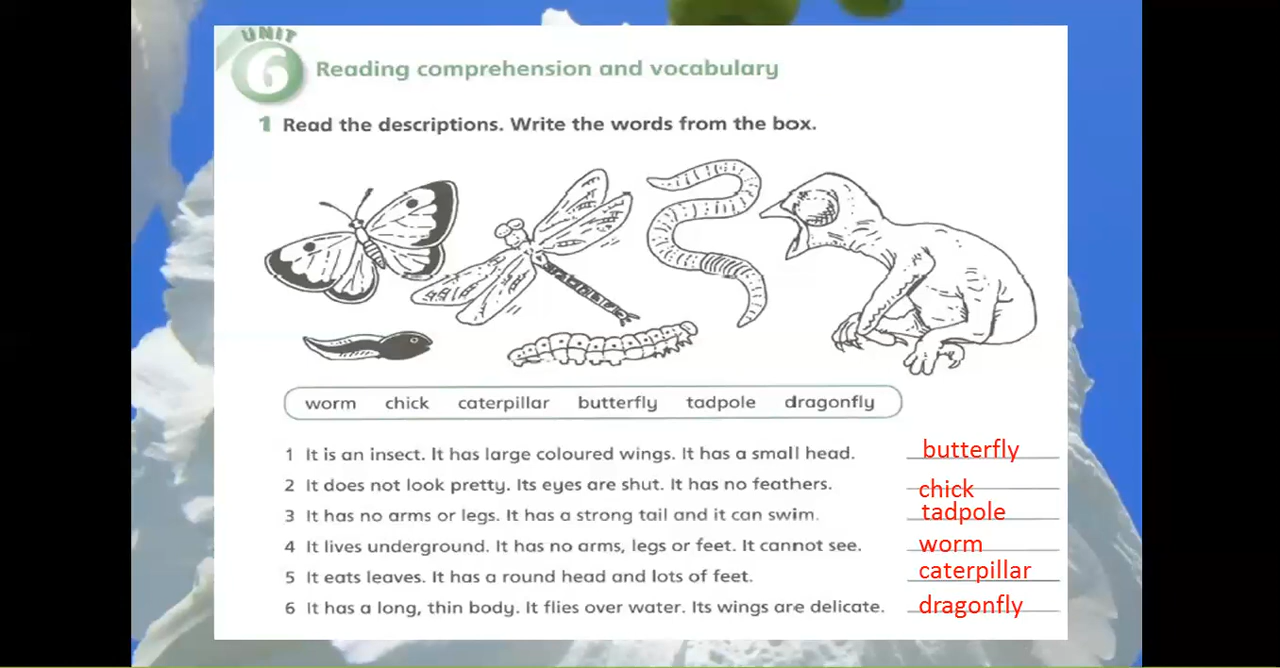 UNIT
6 Reading comprehension and vocabulary
1 Read the descriptions. Write the words from the box.
worm chick caterpillar butterfly tadpole dragonfly
1 It is an insect. It has large coloured wings. It has a small head. butterfly
2 It does not look pretty. Its eyes are shut. It has no feathers. chick
3 It has no arms or legs. It has a strong tail and it can swim. tadpole
4 It lives underground. It has no arms, legs or feet. It cannot see. worm
5 It eats leaves. It has a round head and lots of feet. caterpillar
6 It has a long, thin body. It flies over water. Its wings are delicate. dragonfly